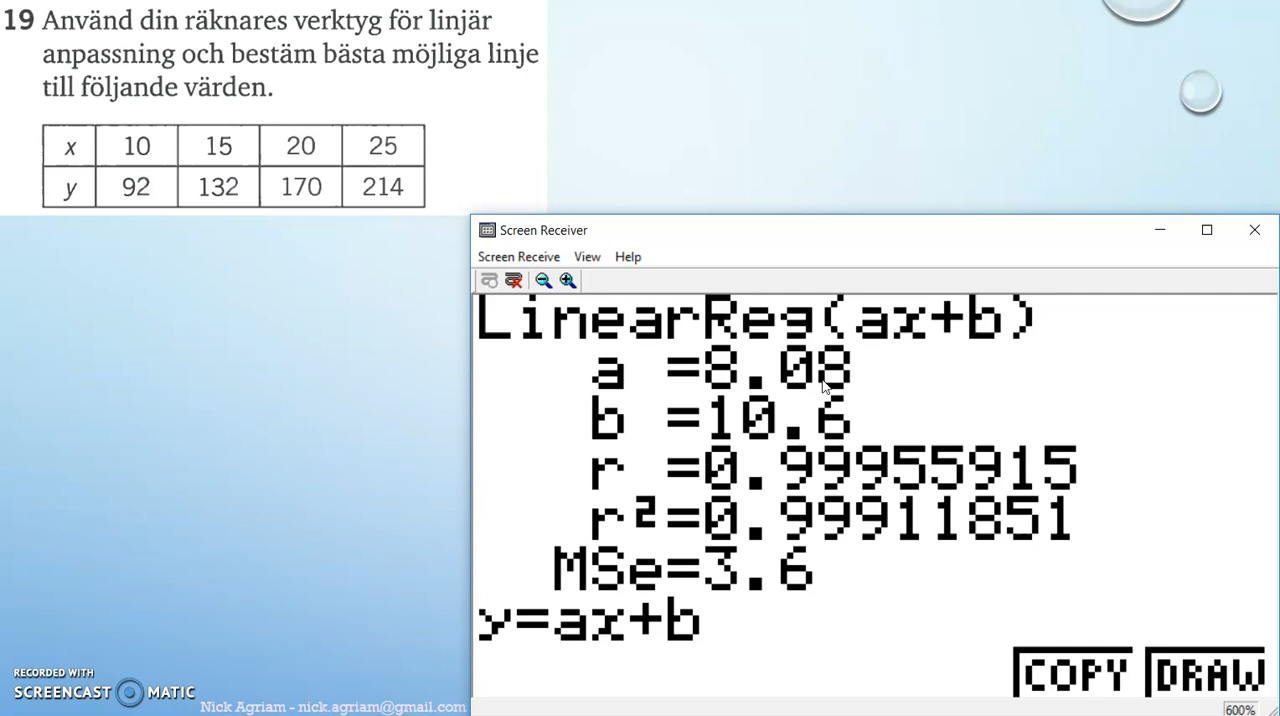 19 Använd din räknares verktyg för linjär
anpassning och bestäm bästa möjliga linje
till följande värden.
x 10 15 20 25
y 92 132 170 214
Screen Receiver
Screen Receive View Help
LinearReg(ax+b)
a =8.08
b =10.6
r =0.99955915
r²=0.99911851
MSe=3.6
y=ax+b
COPY DRAW
RECORDED WITH
SCREENCAST MATIC
Nick Agriam - nick.agriam@gmail.com
600%